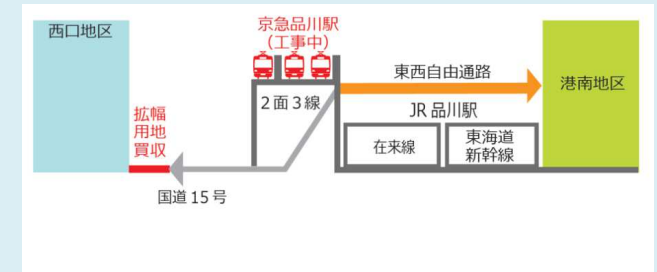 西口地区
京急品川駅
(工事中)
2面3線
東西自由通路
港南地区
JR品川駅
在来線
東海道
新幹線
拡幅
用地
買収
国道15号